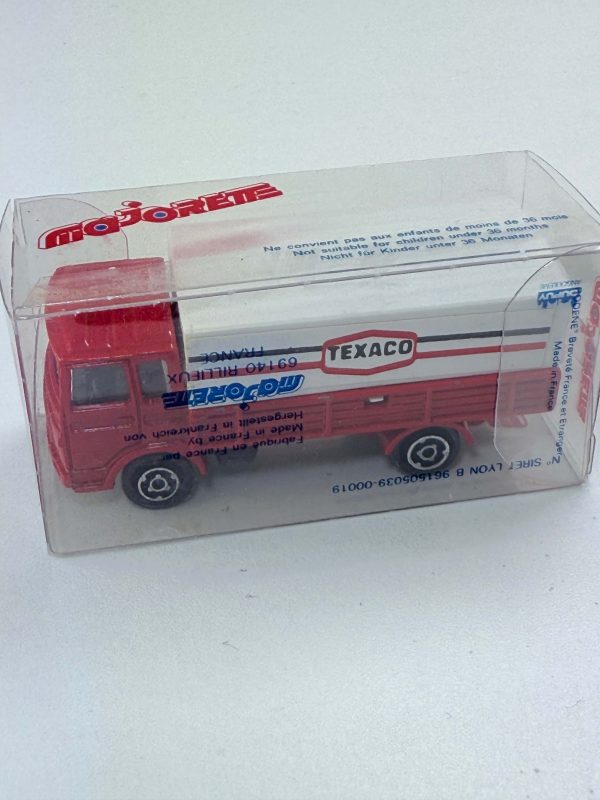 MAJORETTE
Ne convient pas aux enfants de moins de 36 mois
Not suitable for children under 36 months
Nicht für Kinder unter 36 Monaten
TEXACO
Fabriqué en France par
Made in France by
Hergestellt in Frankreich von
MAJORETTE
69140 RILLIEUX
FRANCE
N° SIRET LYON B 961505039-00019
Breveté France et Etranger
Made in France
DUPUY